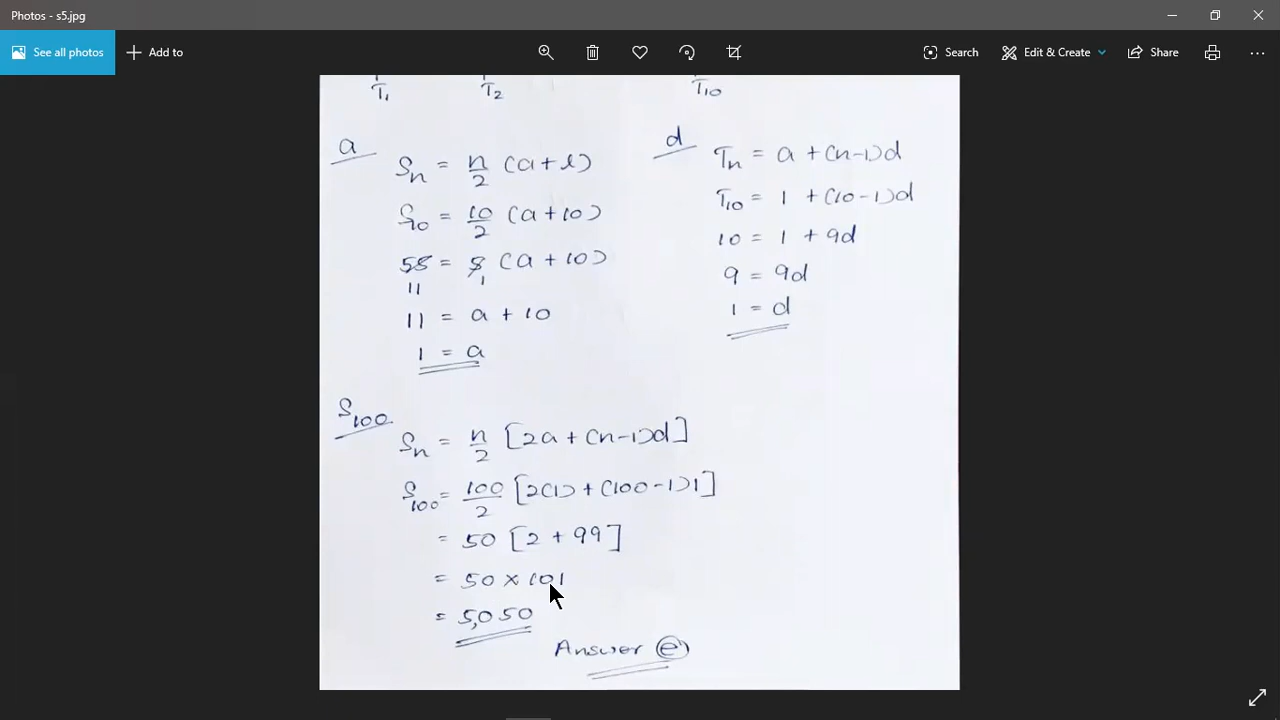 Photos - s5.jpg
See all photos
Add to
Search
Edit & Create
Share
T₁ T₂ T₁₀
a
Sₙ = n/2 (a+l)
S₁₀ = 10/2 (a+10)
55 = 5 (a+10)
11 1
11 = a + 10
1 = a
d
Tₙ = a + (n-1)d
T₁₀ = 1 + (10-1)d
10 = 1 + 9d
9 = 9d
1 = d
S₁₀₀
Sₙ = n/2 [2a + (n-1)d]
S₁₀₀ = 100/2 [2(1) + (100-1)1]
= 50 [2 + 99]
= 50 × 101
= 5,050
Answer (e)